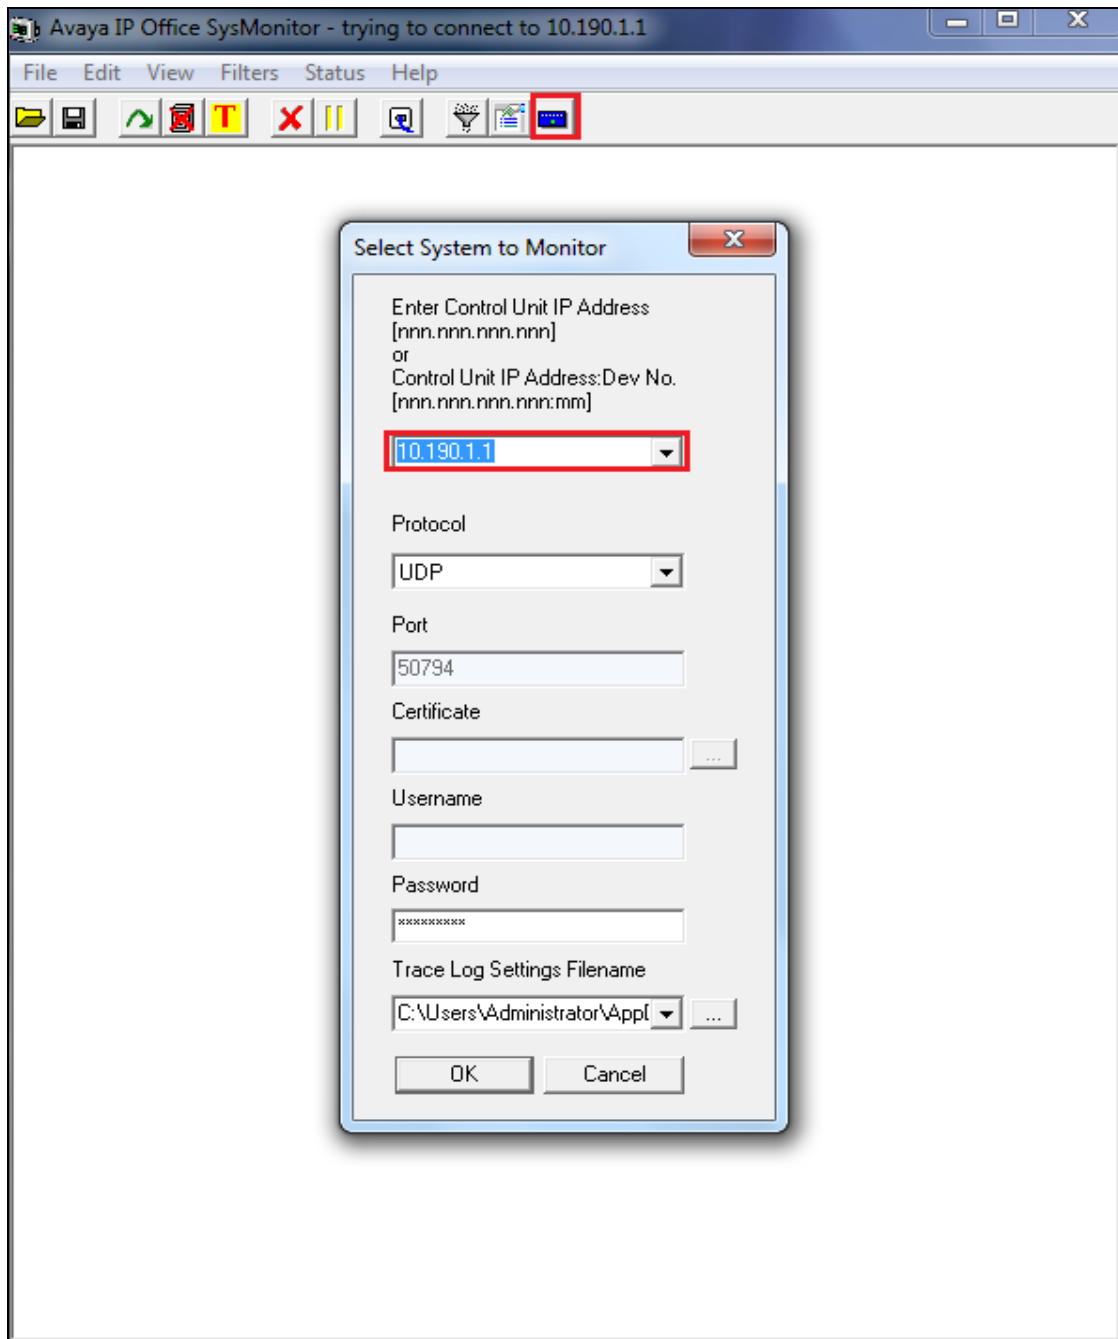 Avaya IP Office SysMonitor - trying to connect to 10.190.1.1
File Edit View Filters Status Help
T
Select System to Monitor
Enter Control Unit IP Address
[nnn.nnn.nnn.nnn]
or
Control Unit IP Address:Dev No.
[nnn.nnn.nnn.nnn:mm]
10.190.1.1
Protocol
UDP
Port
50794
Certificate
...
Username
Password
*********
Trace Log Settings Filename
C:\Users\Administrator\App
...
OK Cancel